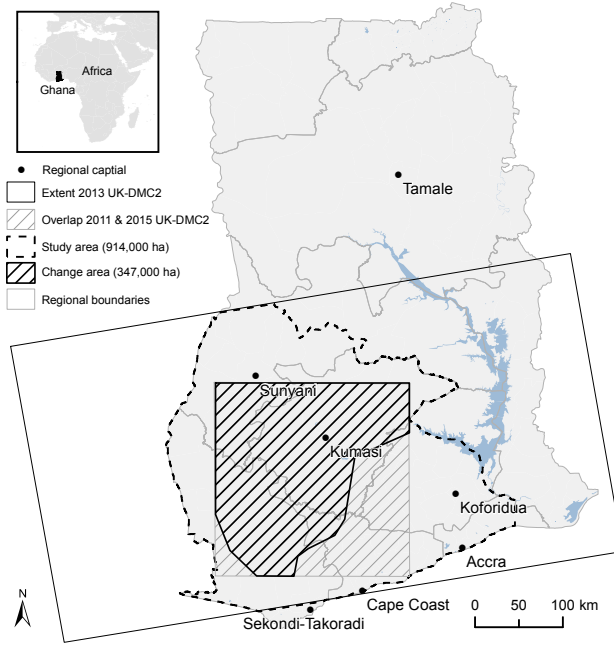 Africa
Ghana
Regional captial
Extent 2013 UK-DMC2
Overlap 2011 & 2015 UK-DMC2
Study area (914,000 ha)
Change area (347,000 ha)
Regional boundaries
Tamale
Sunyani
Kumasi
Koforidua
Accra
Cape Coast
Sekondi-Takoradi
N
0 50 100 km